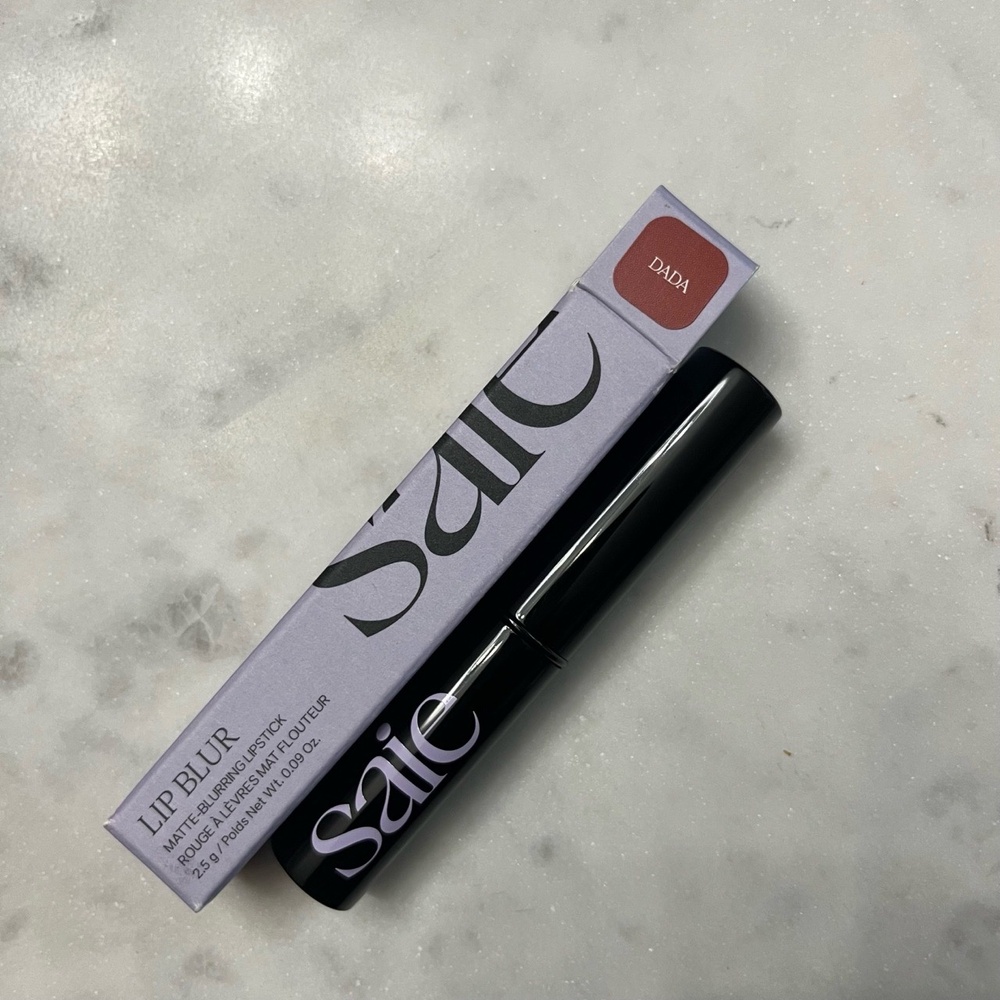 DADA
saie
LIP BLUR
MATTE-BLURRING LIPSTICK
ROUGE À LÈVRES MAT FLOUTEUR
2.5 g / Poids Net Wt. 0.09 Oz.
saie